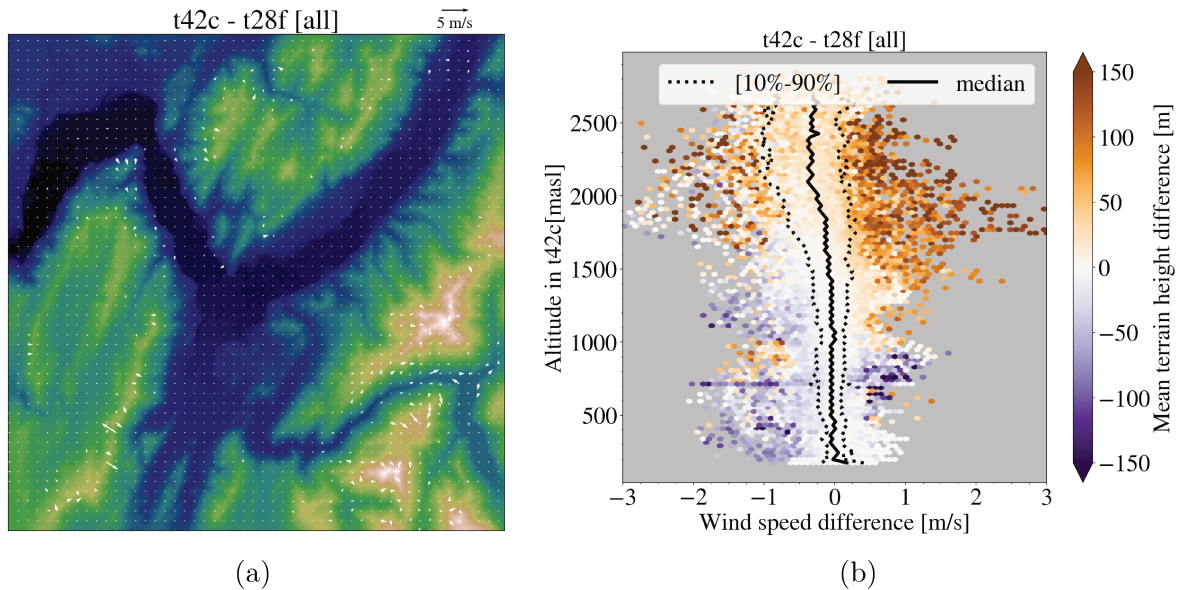 t42c - t28f [all]
5 m/s
(a)
t42c - t28f [all]
[10%-90%] median
Altitude in t42c[masl]
2500
2000
1500
1000
500
−3 −2 −1 0 1 2 3
Wind speed difference [m/s]
150
100
50
0
−50
−100
−150
Mean terrain height difference [m]
(b)